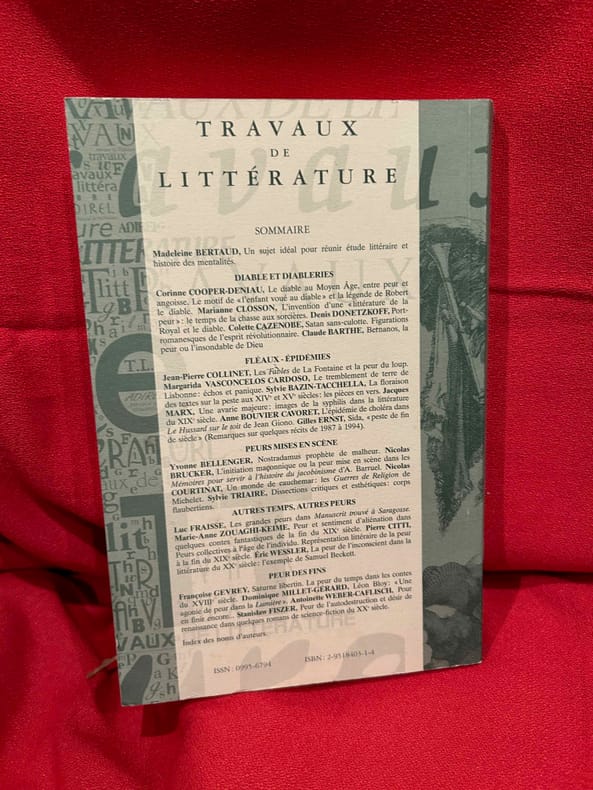 TRAVAUX
DE
LITTÉRATURE
SOMMAIRE
Madeleine BERTAUD, Un sujet idéal pour réunir étude littéraire et
histoire des mentalités.
DIABLE ET DIABLERIES
Corinne COOPER-DENIAU, Le diable au Moyen Âge, entre peur et
angoisse. Le motif de «l'enfant voué au diable» et la légende de Robert
le diable. Marianne CLOSSON, L'invention d'une «littérature de la
peur»: le temps de la chasse aux sorcières. Denis DONETZKOFF, Port-
Royal et le diable. Colette CAZENOBE, Satan sans-culotte. Figurations
romanesques de l'esprit révolutionnaire. Claude BARTHE, Bernanos, la
peur ou l'insondable de Dieu
FLÉAUX - ÉPIDÉMIES
Jean-Pierre COLLINET, Les Fables de La Fontaine et la peur du loup.
Margarida VASCONCELOS CARDOSO, Le tremblement de terre de
Lisbonne: échos et panique. Sylvie BAZIN-TACCHELLA, La floraison
des textes sur la peste aux XIVe et XVe siècles: les pièces en vers. Jacques
MARX, Une avarie majeure: images de la syphilis dans la littérature
du XIXe siècle. Anne BOUVIER CAVORET, L'épidémie de choléra dans
Le Hussard sur le toit de Jean Giono. Gilles ERNST, Sida, «peste de fin
de siècle» (Remarques sur quelques récits de 1987 à 1994).
PEURS MISES EN SCÈNE
Yvonne BELLENGER, Nostradamus prophète de malheur. Nicolas
BRUCKER, L'initiation maçonnique ou la peur mise en scène dans les
Mémoires pour servir à l'histoire du jacobinisme d'A. Barruel. Nicolas
COURTINAT, Un monde de cauchemar: les Guerres de Religion de
Michelet. Sylvie TRIAIRE, Dissections critiques et esthétiques: corps
flaubertiens.
AUTRES TEMPS, AUTRES PEURS
Luc FRAISSE, Les grandes peurs dans Manuscrit trouvé à Saragosse.
Marie-Anne ZOUAGHI-KEIME, Peur et sentiment d'aliénation dans
quelques contes fantastiques de la fin du XIXe siècle. Pierre CITTI,
Peurs collectives à l'Âge de l'individu. Représentation littéraire de la peur
à la fin du XIXe siècle. Éric WESSLER, La peur de l'inconscient dans la
littérature du XXe siècle: l'exemple de Samuel Beckett.
PEUR DES FINS
Françoise GEVREY, Saturne libertin. La peur du temps dans les contes
du XVIIIe siècle. Dominique MILLET-GÉRARD, Léon Bloy: «Une
agonie de peur dans la Lumière». Antoinette WEBER-CAFLISCH, Pour
en finir encore... Stanislaw FISZER, Peur de l'autodestruction et désir de
renaissance dans quelques romans de science-fiction du XXe siècle.
Index des noms d'auteurs.
ISSN: 0995-6794 ISBN: 2-9518403-1-4